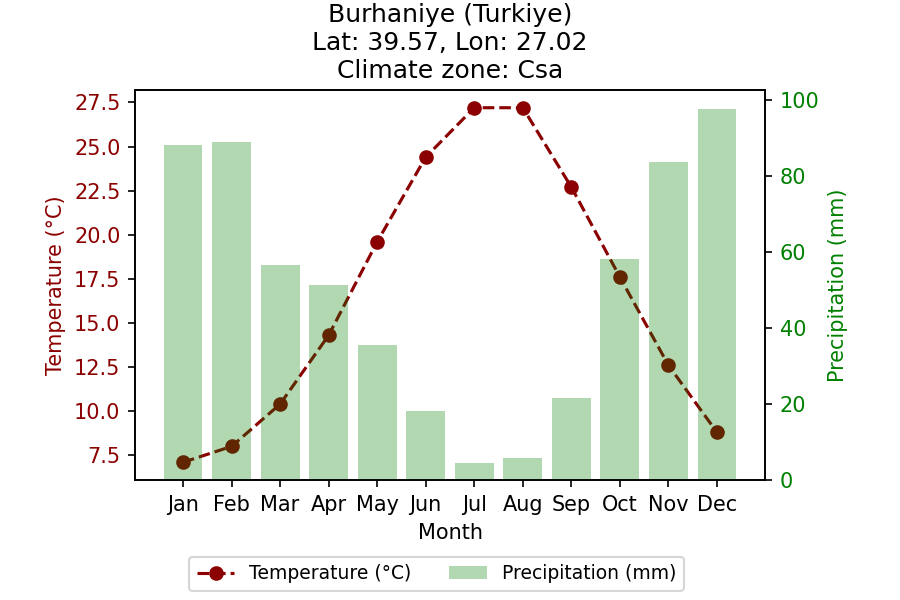 Burhaniye (Turkiye)
Lat: 39.57, Lon: 27.02
Climate zone: Csa
27.5
25.0
22.5
20.0
17.5
15.0
12.5
10.0
7.5
Temperature (°C)
100
80
60
40
20
0
Precipitation (mm)
Jan Feb Mar Apr May Jun Jul Aug Sep Oct Nov Dec
Month
Temperature (°C) Precipitation (mm)